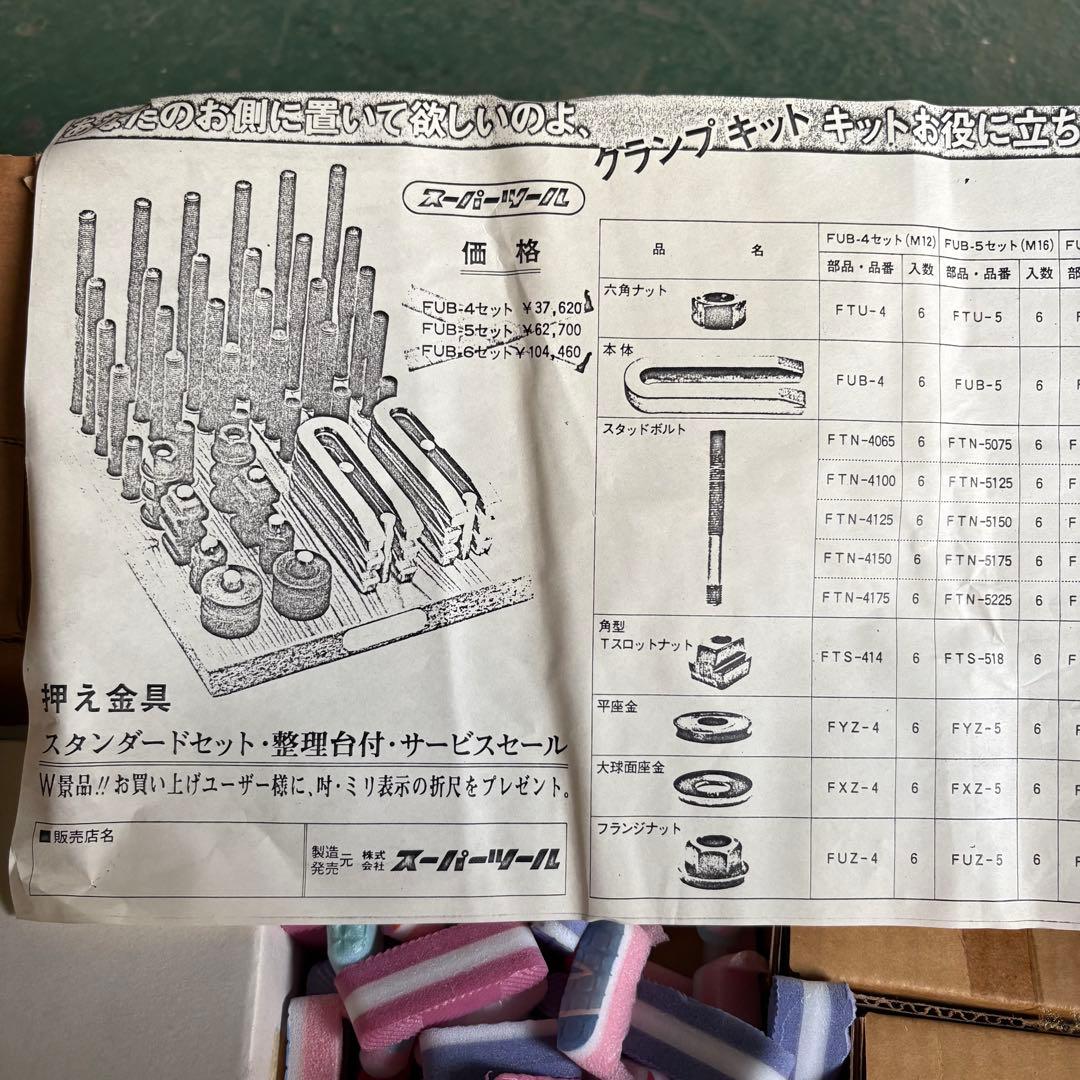 あなたのお側に置いて欲しいのよ、
クランプキット キットお役に立ち
スーパーツール
価格
FUB-4セット ¥37,620
FUB-5セット ¥62,700
FUB-6セット ¥104,460
押え金具
スタンダードセット・整理台付・サービスセール
W景品!!お買い上げユーザー様に、吋・ミリ表示の折尺をプレゼント。
■販売店名
製造発売元 株式会社 スーパーツール
品名 FUB-4セット(M12) FUB-5セット(M16)
部品・品番 入数 部品・品番 入数
六角ナット FTU-4 6 FTU-5 6
本体 FUB-4 6 FUB-5 6
スタッドボルト FTN-4065 6 FTN-5075 6
FTN-4100 6 FTN-5125 6
FTN-4125 6 FTN-5150 6
FTN-4150 6 FTN-5175 6
FTN-4175 6 FTN-5225 6
角型
Tスロットナット FTS-414 6 FTS-518 6
平座金 FYZ-4 6 FYZ-5 6
大球面座金 FXZ-4 6 FXZ-5 6
フランジナット FUZ-4 6 FUZ-5 6